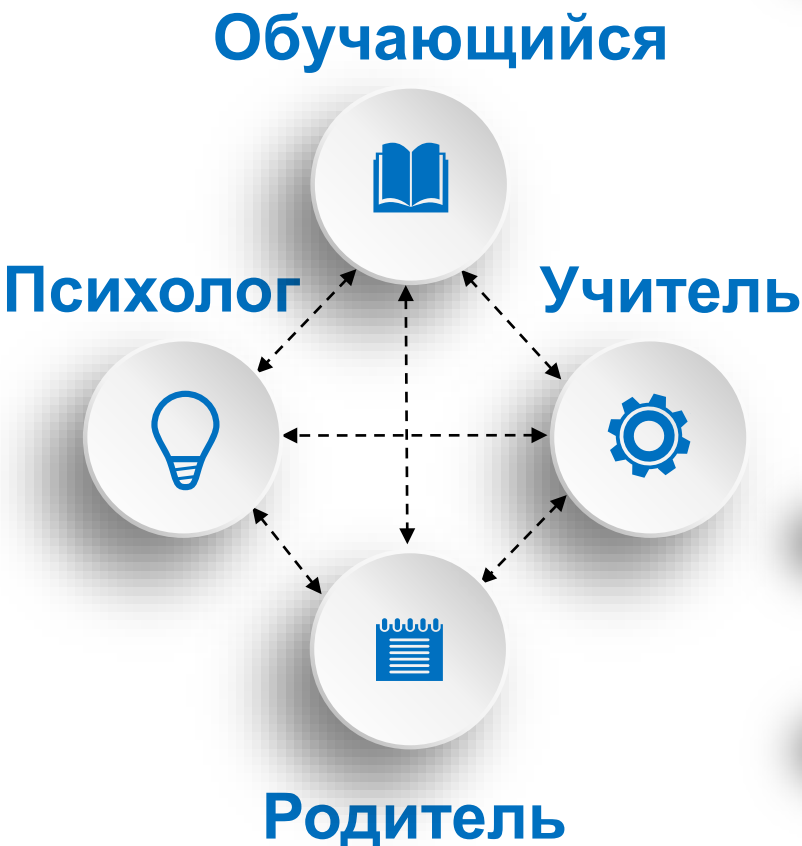 Обучающийся
Психолог
Учитель
Родитель